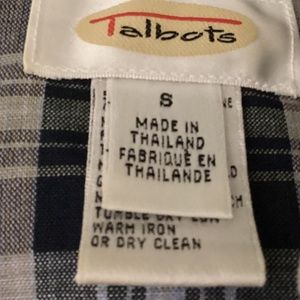 Talbots
S
MADE IN
THAILAND
FABRIQUÉ EN
THAILANDE
TUMBLE DRY LOW
WARM IRON
OR DRY CLEAN